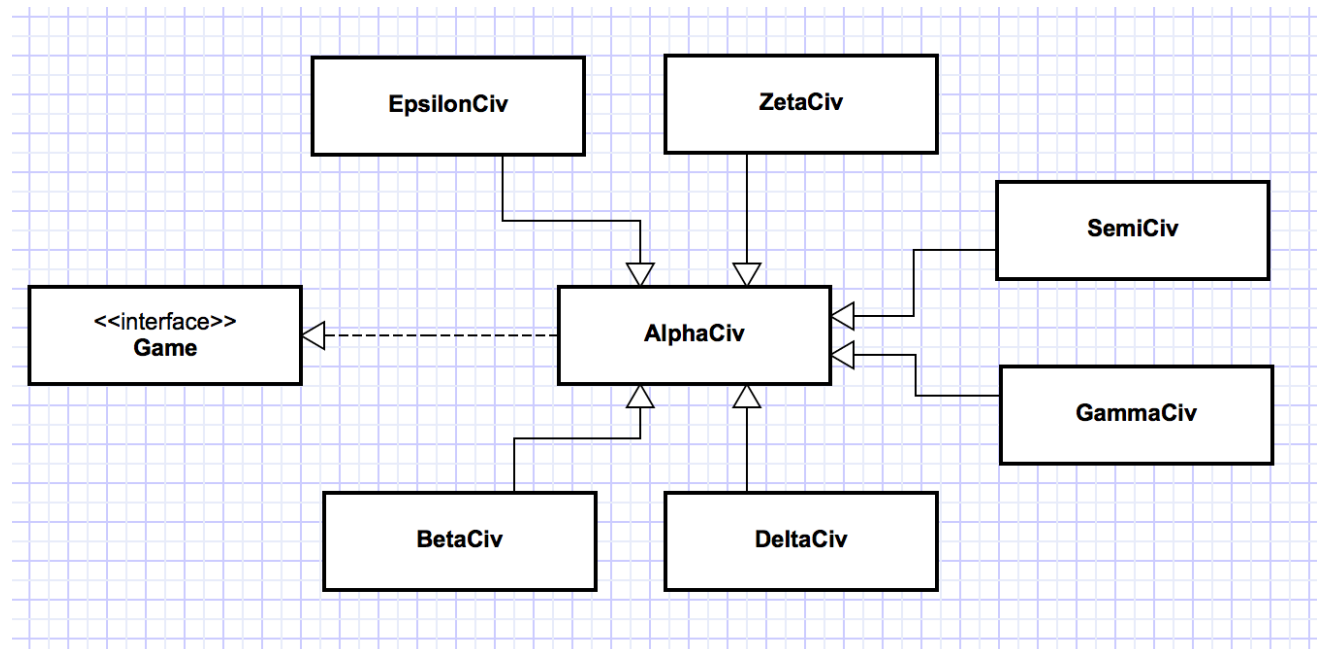 EpsilonCiv
ZetaCiv
SemiCiv
<<interface>>
Game
AlphaCiv
GammaCiv
BetaCiv
DeltaCiv